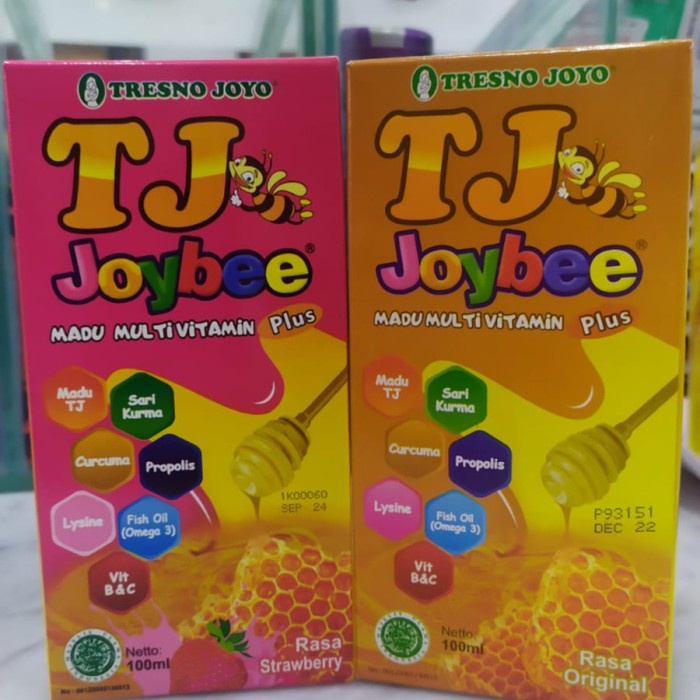 TRESNO JOYO
TJ
Joybee®
MADU MULTI VITAMIN Plus
Madu
TJ
Sari
Kurma
Curcuma
Propolis
Lysine
Fish Oil
(Omega 3)
Vit
B&C
1K00060
SEP 24
Netto:
100ml
Rasa
Strawberry
TRESNO JOYO
TJ
Joybee®
MADU MULTI VITAMIN Plus
Madu
TJ
Sari
Kurma
Curcuma
Propolis
Lysine
Fish Oil
(Omega 3)
Vit
B&C
P93151
DEC 22
Netto:
100ml
Rasa
Original